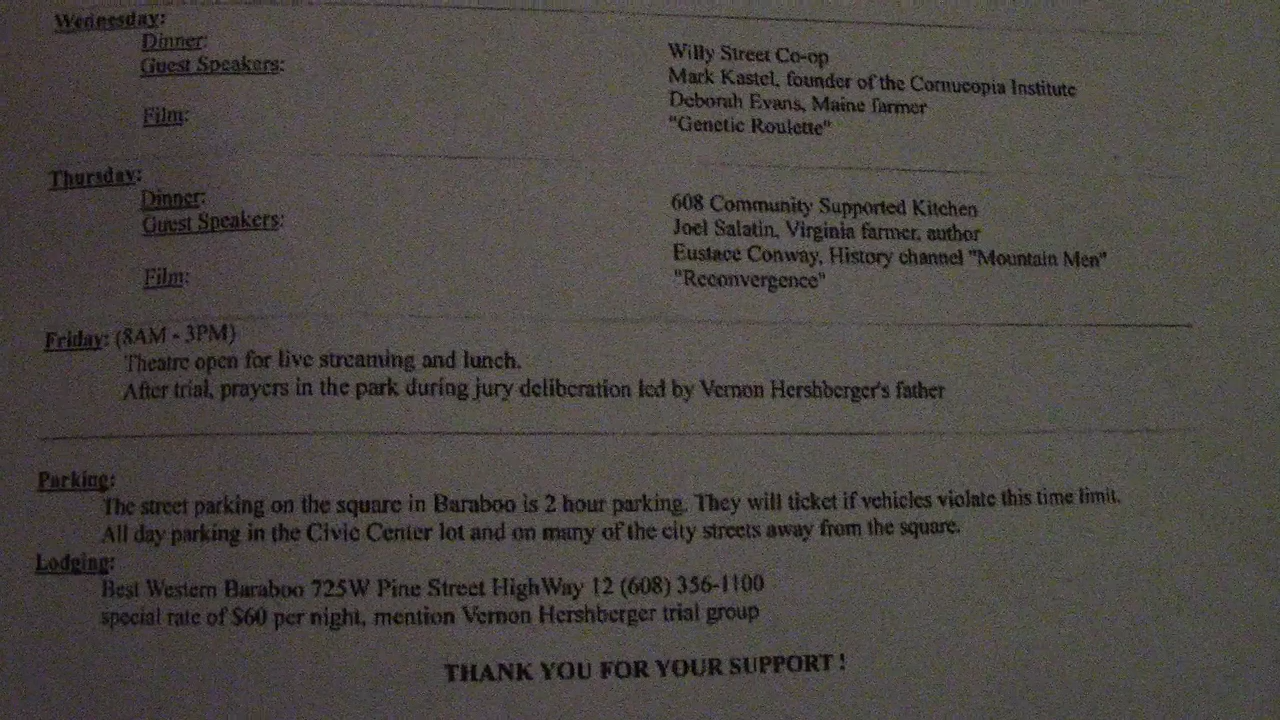 Wednesday:
Dinner: Willy Street Co-op
Guest Speakers: Mark Kastel, founder of the Cornucopia Institute
Deborah Evans, Maine farmer
Film: "Genetic Roulette"
Thursday:
Dinner: 608 Community Supported Kitchen
Guest Speakers: Joel Salatin, Virginia farmer, author
Eustace Conway, History channel "Mountain Men"
Film: "Reconvergence"
Friday: (8AM - 3PM)
Theatre open for live streaming and lunch.
After trial, prayers in the park during jury deliberation led by Vernon Hershberger's father
Parking:
The street parking on the square in Baraboo is 2 hour parking. They will ticket if vehicles violate this time limit.
All day parking in the Civic Center lot and on many of the city streets away from the square.
Lodging:
Best Western Baraboo 725W Pine Street HighWay 12 (608) 356-1100
special rate of $60 per night, mention Vernon Hershberger trial group
THANK YOU FOR YOUR SUPPORT !